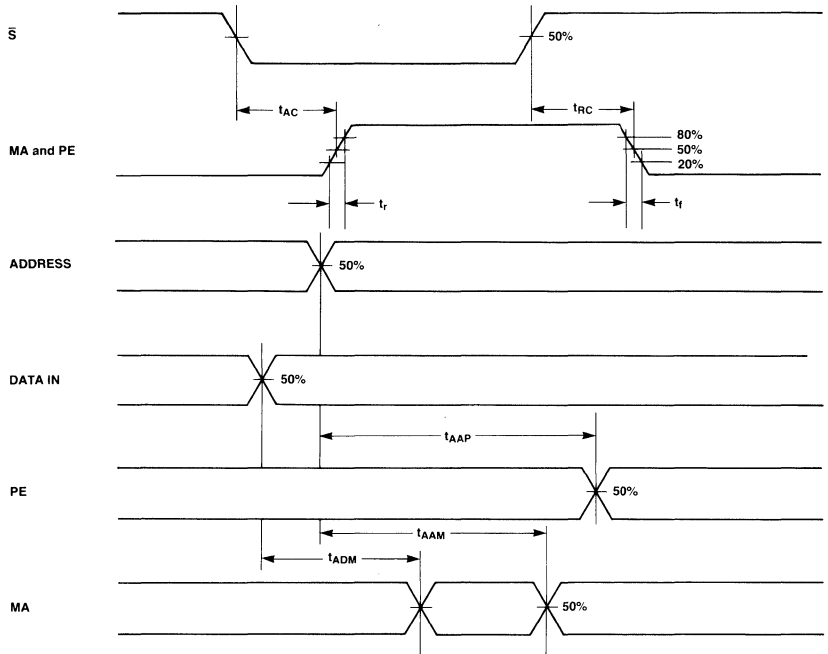 S̅
50%
tAC
tRC
80%
MA and PE
50%
20%
tr
tf
ADDRESS
50%
DATA IN
50%
tAAP
PE
50%
tAAM
tADM
MA
50%